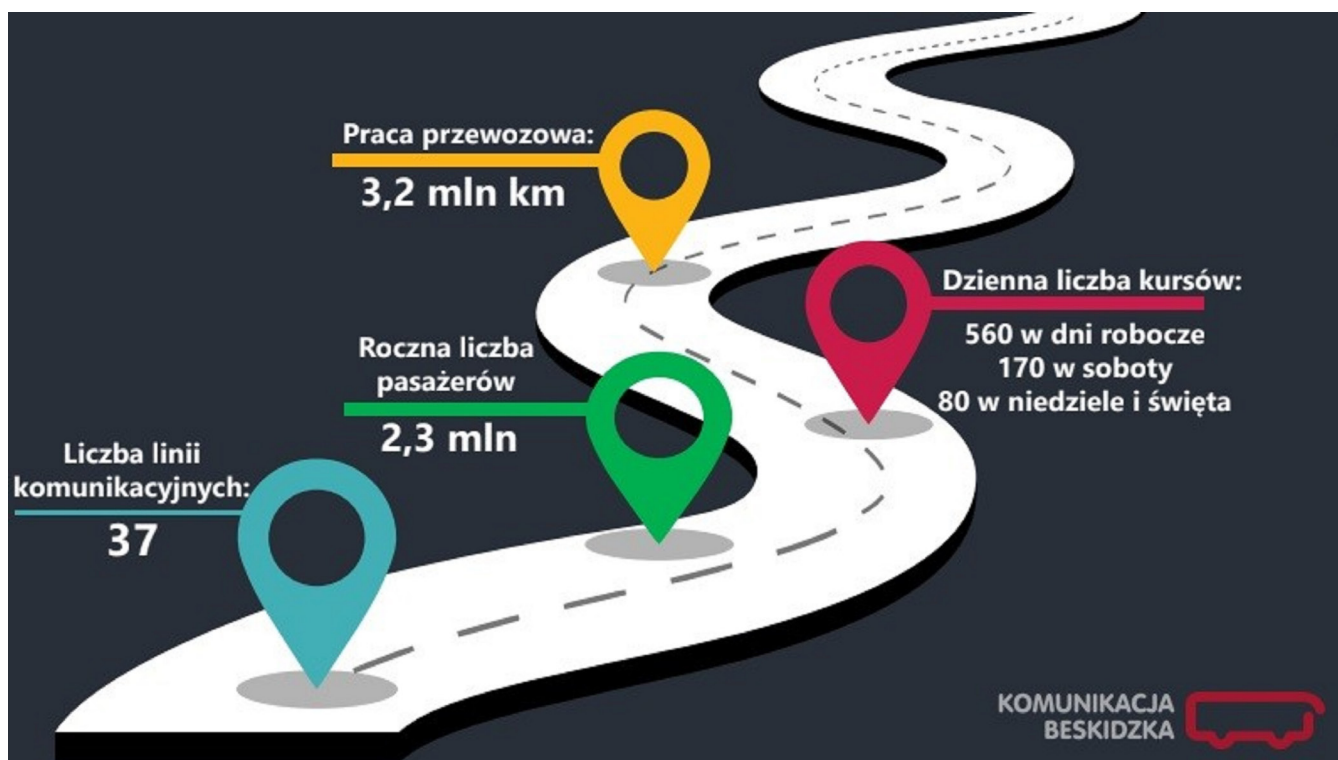 Praca przewozowa:
3,2 mln km
Dzienna liczba kursów:
560 w dni robocze
170 w soboty
80 w niedziele i święta
Roczna liczba
pasażerów
2,3 mln
Liczba linii
komunikacyjnych:
37
KOMUNIKACJA
BESKIDZKA